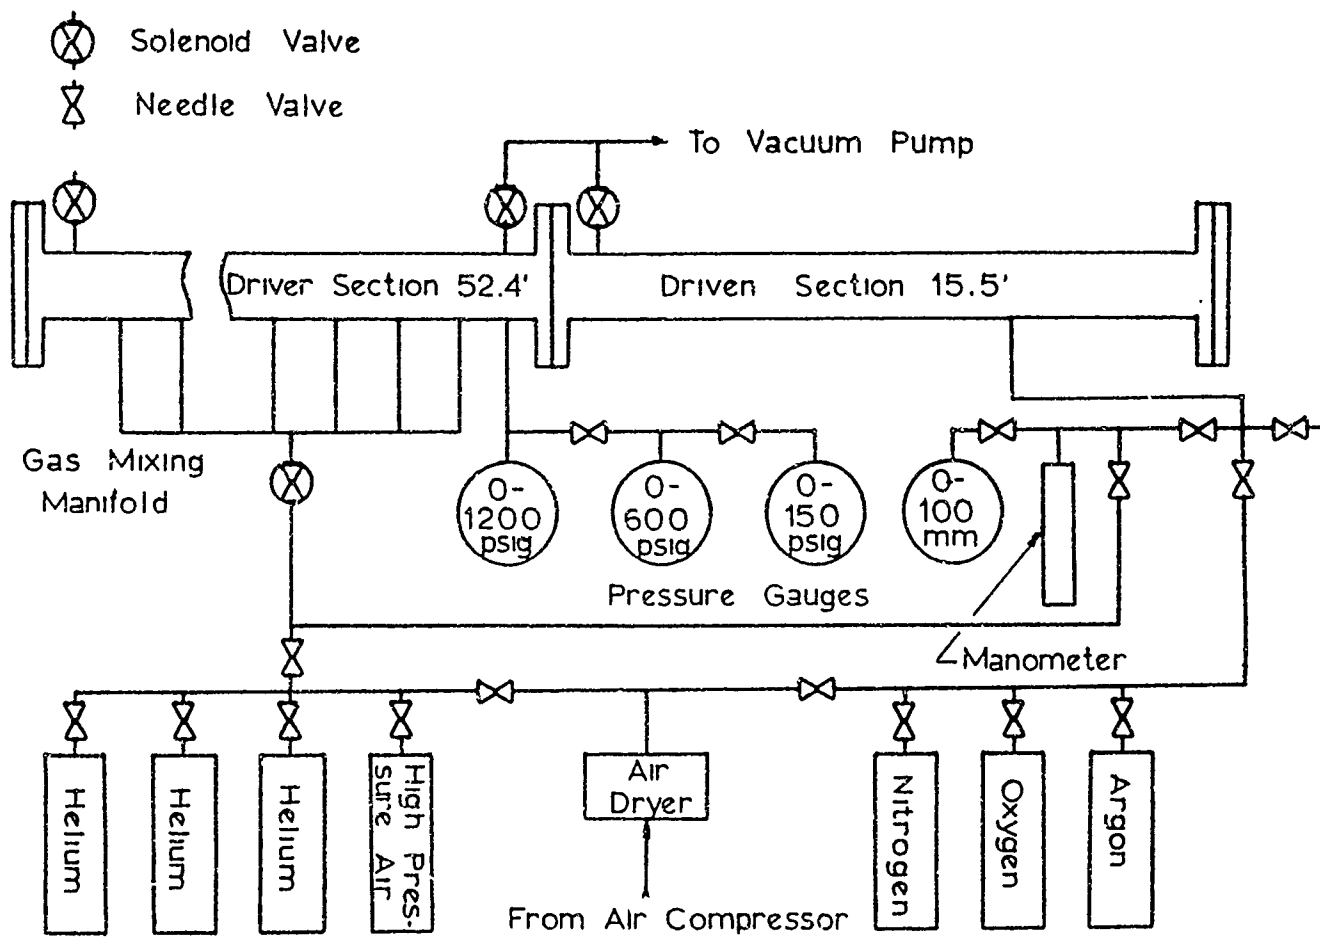 Solenoid Valve
Needle Valve
To Vacuum Pump
Driver Section 52.4'
Driven Section 15.5'
Gas Mixing
Manifold
0-
1200
psig
0-
600
psig
0-
150
psig
0-
100
mm
Pressure Gauges
Manometer
Helium
Helium
Helium
High Pres-
sure Air
Air
Dryer
Nitrogen
Oxygen
Argon
From Air Compressor